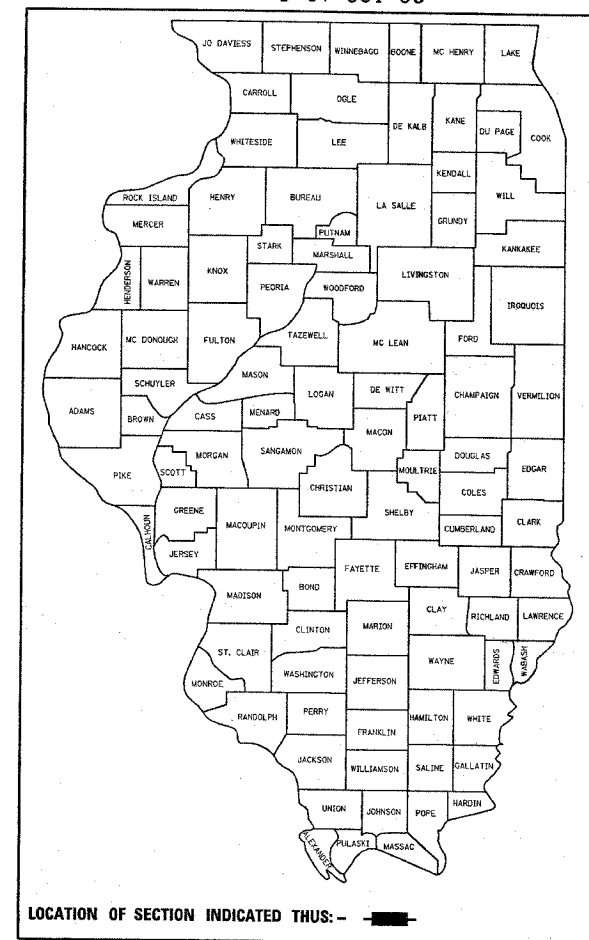 JO DAVIESS STEPHENSON WINNEBAGO BOONE MC HENRY LAKE
CARROLL OGLE DE KALB KANE DU PAGE COOK
WHITESIDE LEE
KENDALL
ROCK ISLAND HENRY BUREAU LA SALLE GRUNDY WILL
MERCER PUTNAM
STARK MARSHALL KANKAKEE
HENDERSON WARREN KNOX PEORIA WOODFORD LIVINGSTON IROQUOIS
HANCOCK MC DONOUGH FULTON TAZEWELL MC LEAN FORD
MASON
SCHUYLER LOGAN DE WITT CHAMPAIGN VERMILION
ADAMS BROWN CASS MENARD MACON PIATT
MORGAN SANGAMON DOUGLAS EDGAR
PIKE SCOTT CHRISTIAN MOULTRIE COLES
GREENE MACOUPIN MONTGOMERY SHELBY CUMBERLAND CLARK
CALHOUN JERSEY
FAYETTE EFFINGHAM JASPER CRAWFORD
MADISON BOND CLAY RICHLAND LAWRENCE
CLINTON MARION
ST. CLAIR WAYNE EDWARDS WABASH
MONROE WASHINGTON JEFFERSON
RANDOLPH PERRY HAMILTON WHITE
FRANKLIN
JACKSON WILLIAMSON SALINE GALLATIN
UNION JOHNSON POPE HARDIN
ALEXANDER PULASKI MASSAC
LOCATION OF SECTION INDICATED THUS: -